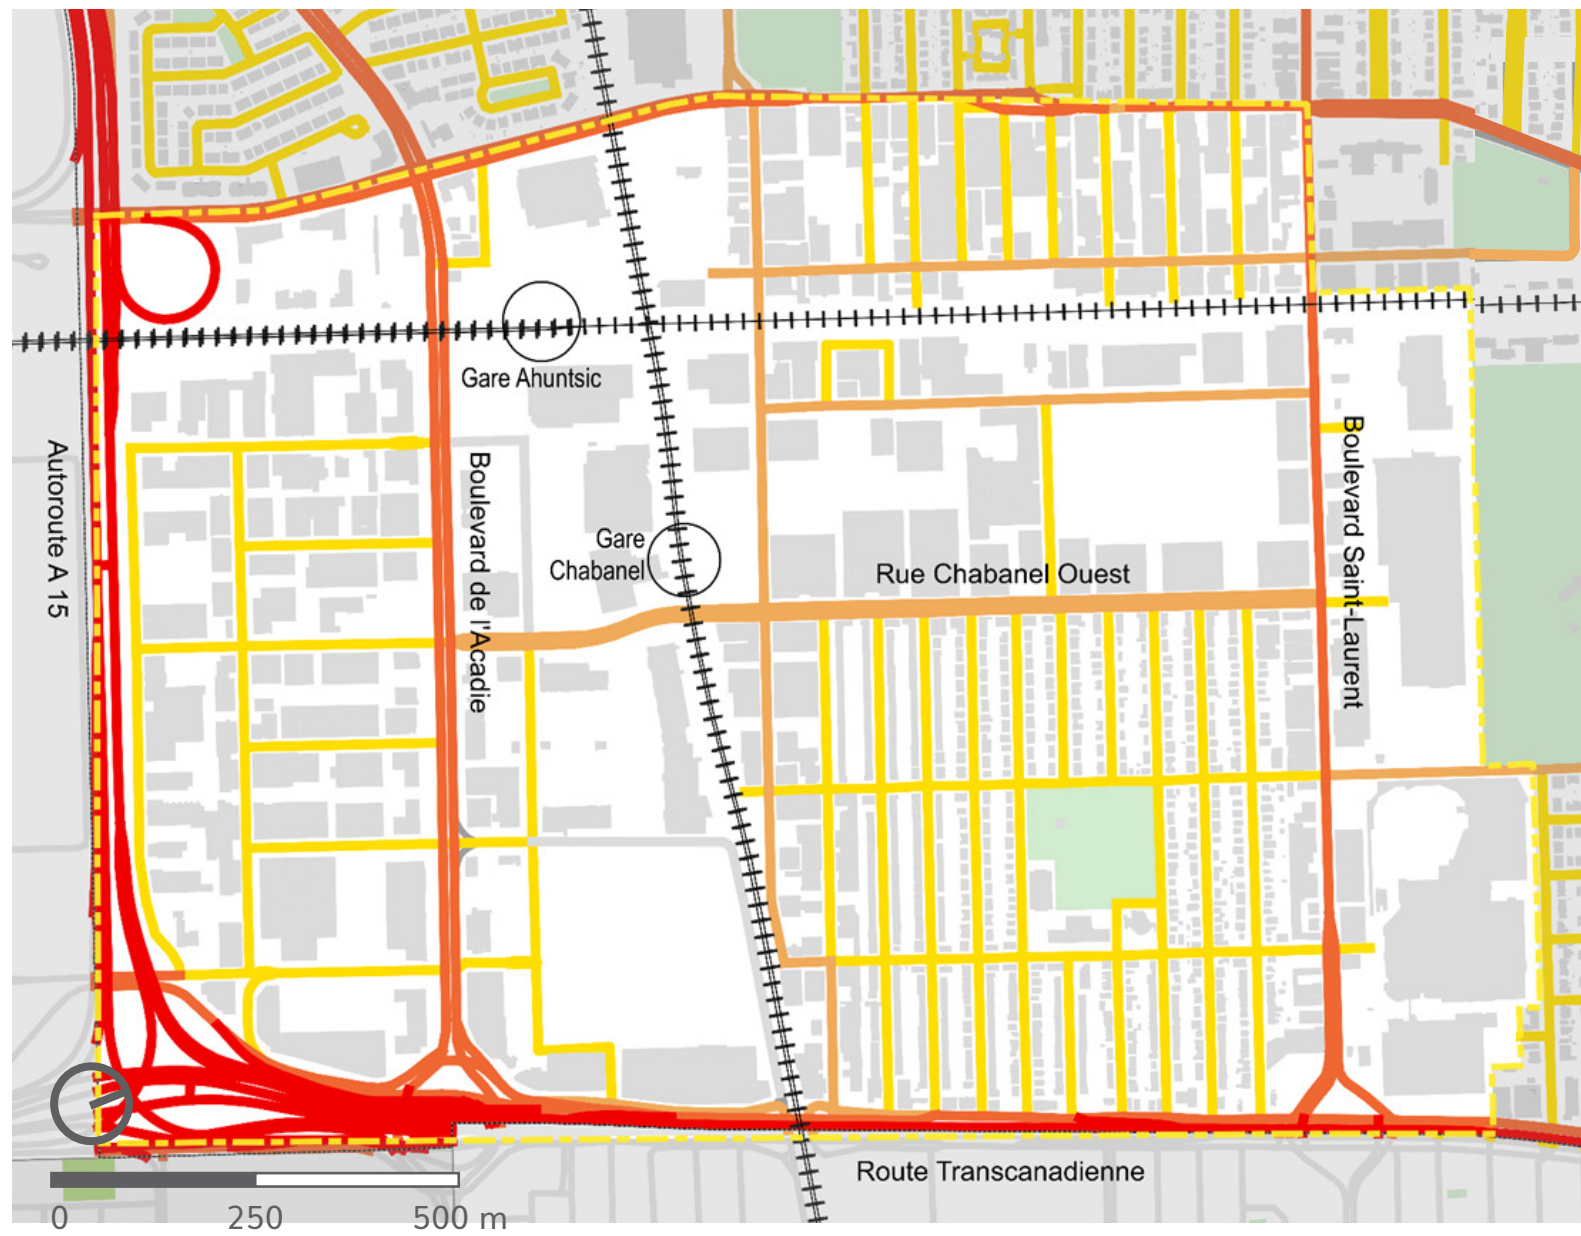 Gare Ahuntsic
Autoroute A 15
Boulevard de l'Acadie
Gare
Chabanel
Rue Chabanel Ouest
Boulevard Saint-Laurent
Route Transcanadienne
0 250 500 m